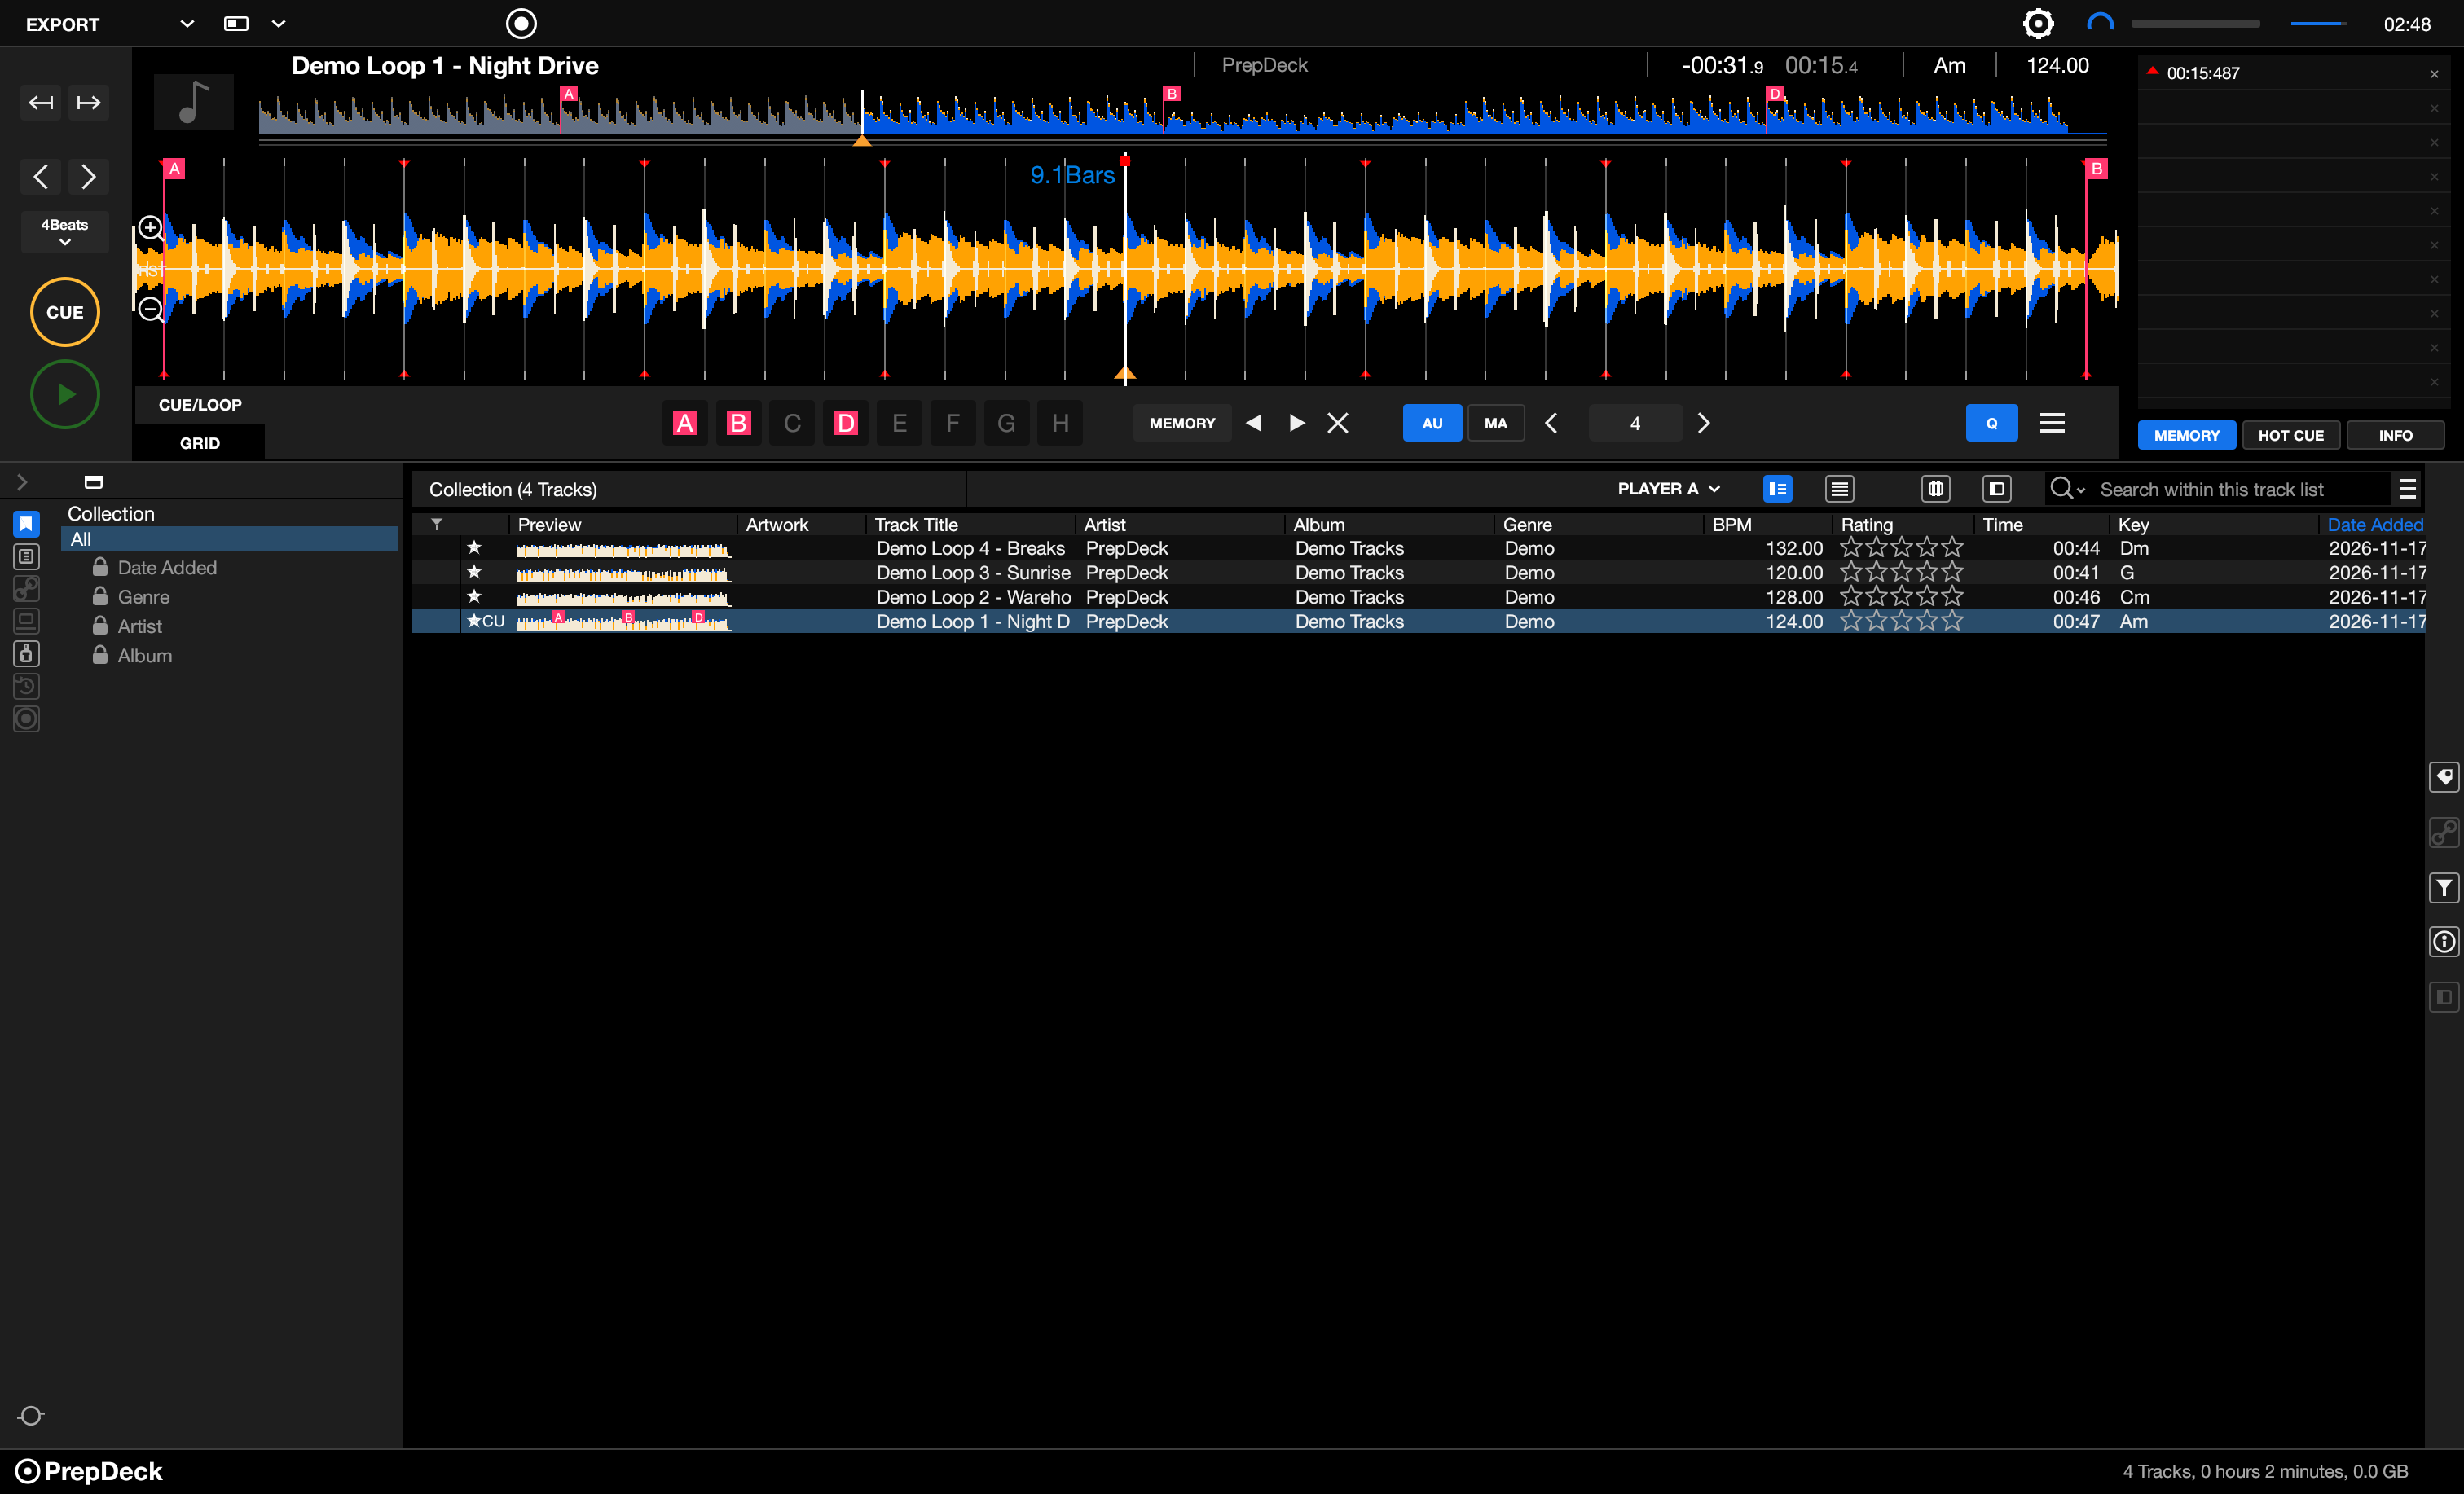 EXPORT
02:48
Demo Loop 1 - Night Drive
PrepDeck
-00:31.9 00:15.4
Am
124.00
00:15:487
A
B
D
A
9.1Bars
B
4Beats
CUE
CUE/LOOP
GRID
A B C D E F G H
MEMORY
AU
MA
4
Q
MEMORY
HOT CUE
INFO
Collection
All
Date Added
Genre
Artist
Album
Collection (4 Tracks)
PLAYER A
Search within this track list
Preview Artwork Track Title Artist Album Genre BPM Rating Time Key Date Added
Demo Loop 4 - Breaks PrepDeck Demo Tracks Demo 132.00 00:44 Dm 2026-11-17
Demo Loop 3 - Sunrise PrepDeck Demo Tracks Demo 120.00 00:41 G 2026-11-17
Demo Loop 2 - Wareho PrepDeck Demo Tracks Demo 128.00 00:46 Cm 2026-11-17
CU A B D Demo Loop 1 - Night D PrepDeck Demo Tracks Demo 124.00 00:47 Am 2026-11-17
PrepDeck
4 Tracks, 0 hours 2 minutes, 0.0 GB